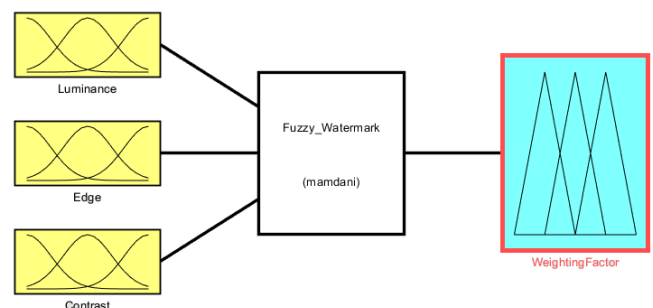 Luminance
Edge
Contrast
Fuzzy_Watermark
(mamdani)
WeightingFactor